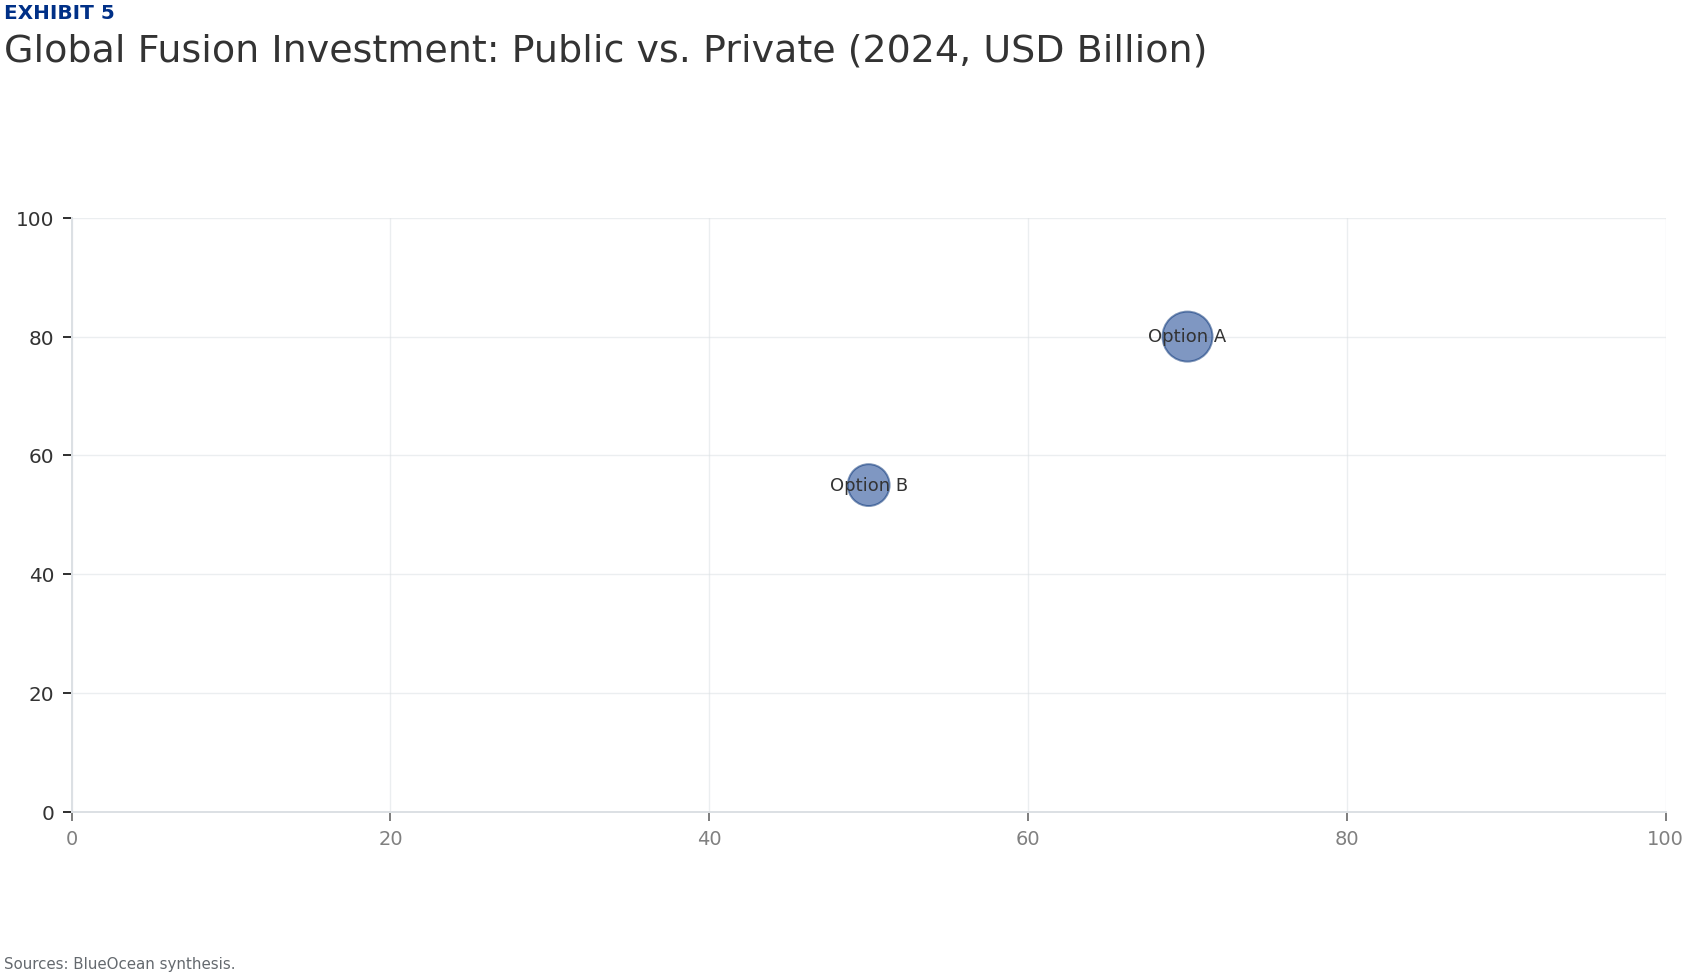 EXHIBIT 5
Global Fusion Investment: Public vs. Private (2024, USD Billion)
100
80
60
40
20
0
Option A
Option B
0 20 40 60 80 100
Sources: BlueOcean synthesis.